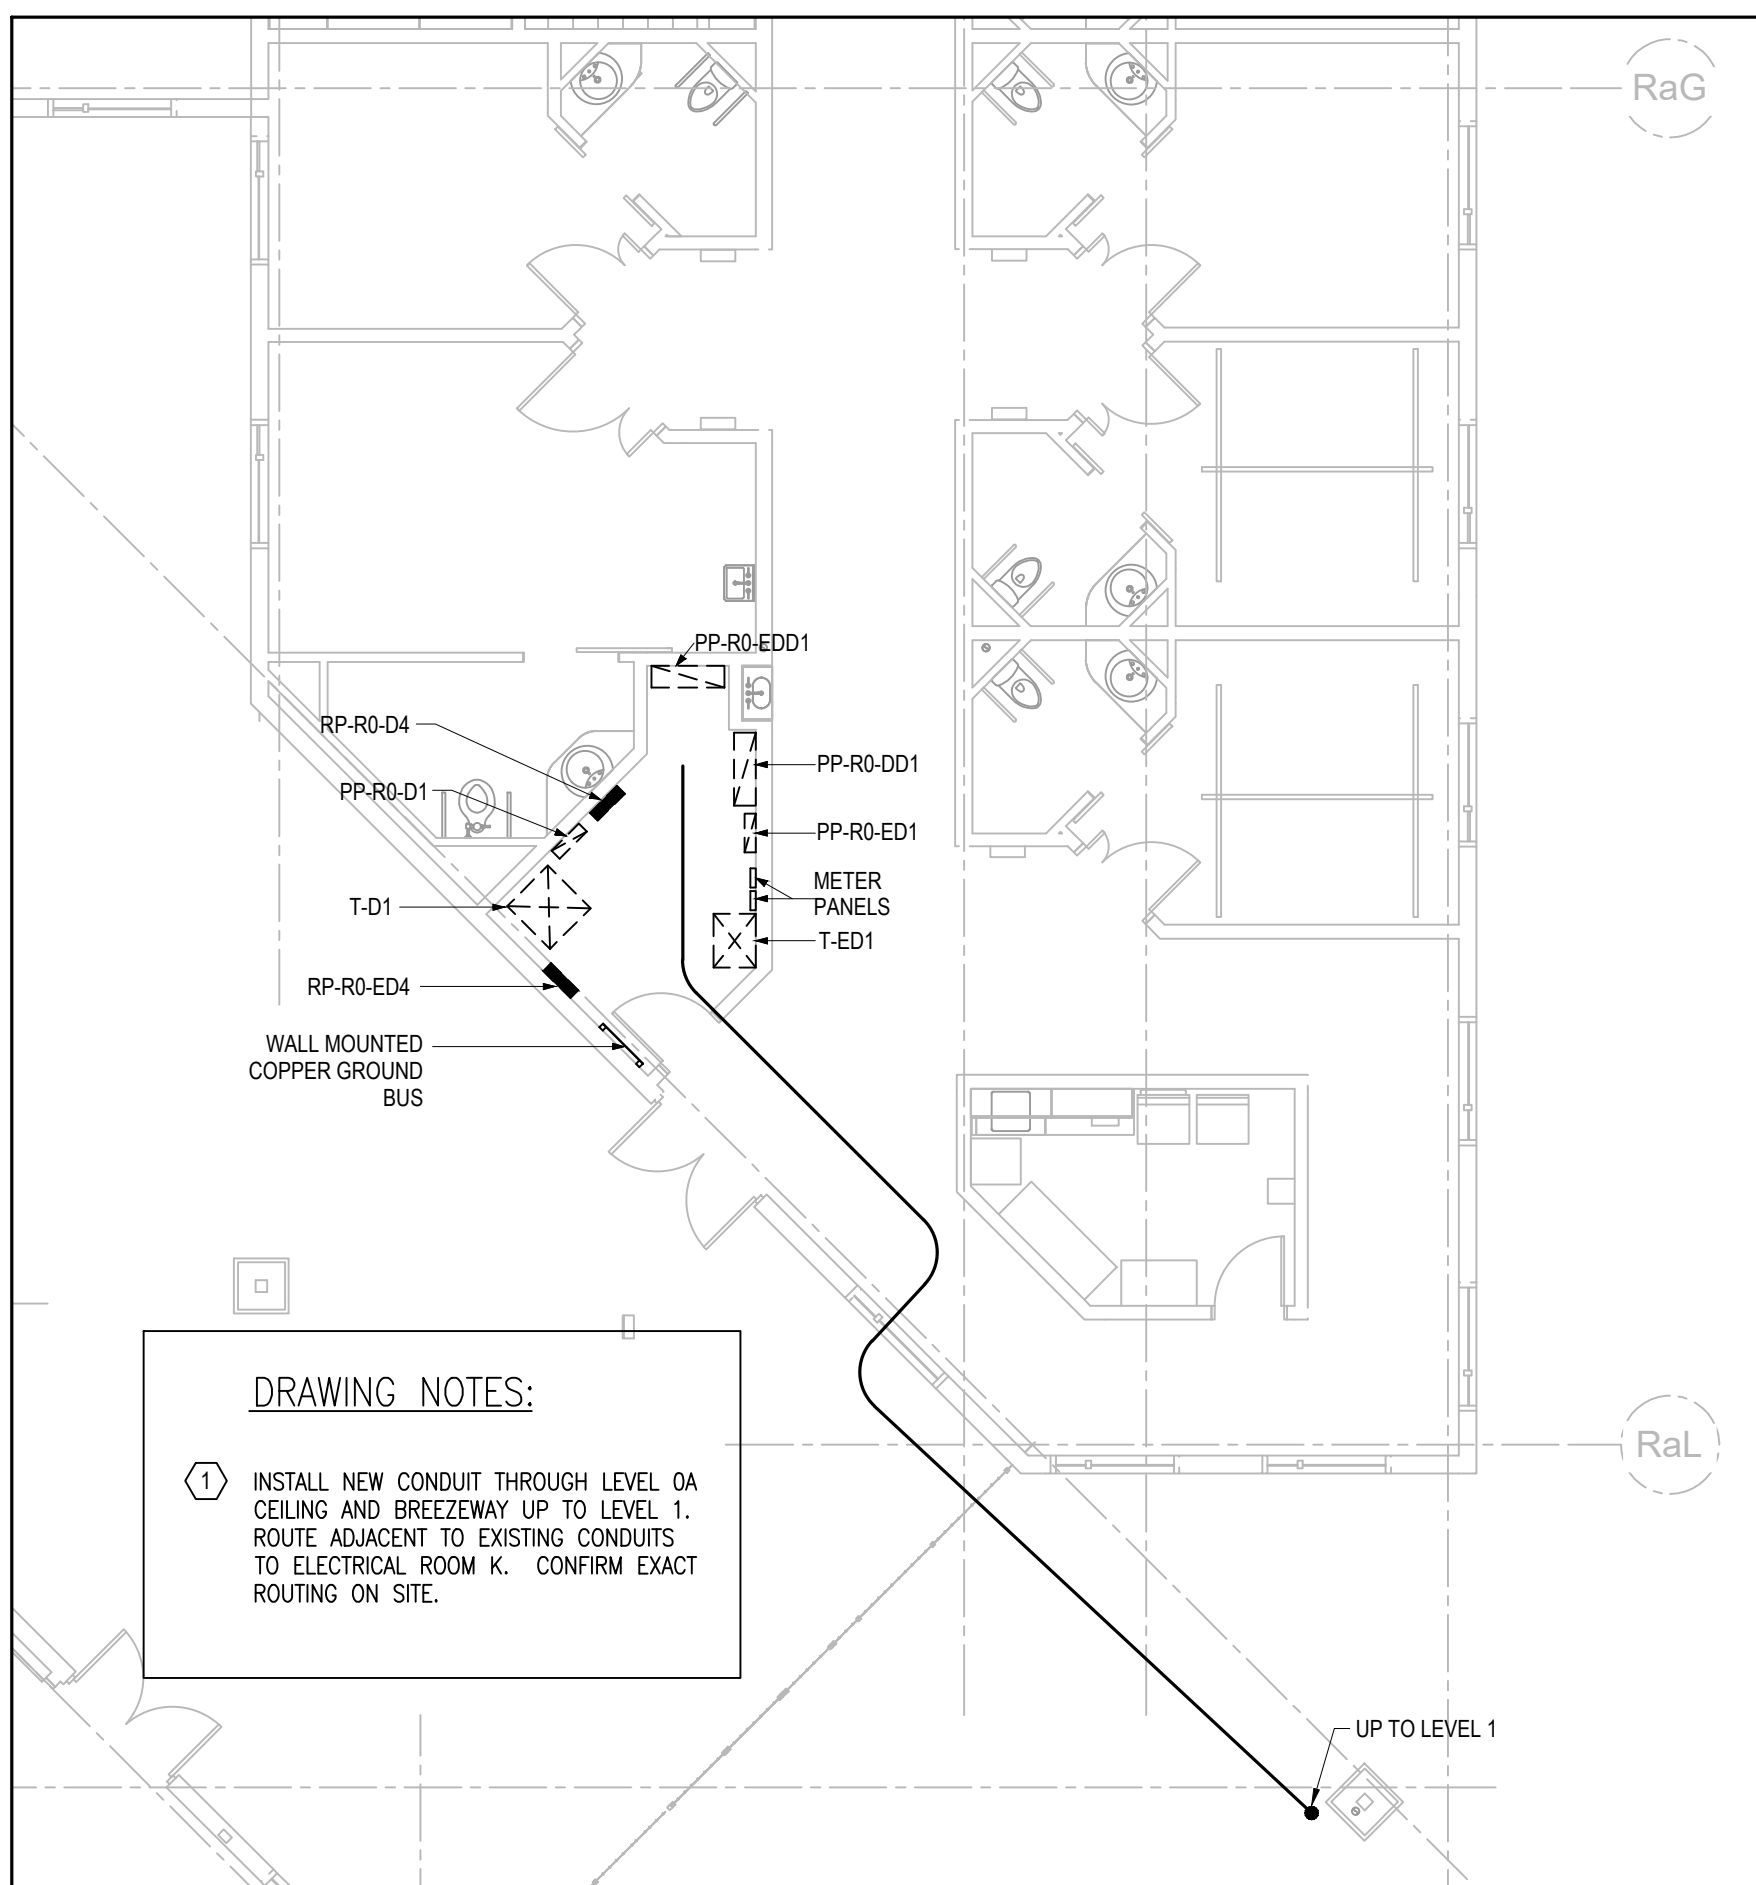 RaG
PP-R0-EDD1
RP-R0-D4
PP-R0-DD1
PP-R0-D1
PP-R0-ED1
METER
PANELS
T-D1
T-ED1
RP-R0-ED4
WALL MOUNTED
COPPER GROUND
BUS
DRAWING NOTES:
RaL
1 INSTALL NEW CONDUIT THROUGH LEVEL 0A
CEILING AND BREEZEWAY UP TO LEVEL 1.
ROUTE ADJACENT TO EXISTING CONDUITS
TO ELECTRICAL ROOM K. CONFIRM EXACT
ROUTING ON SITE.
UP TO LEVEL 1